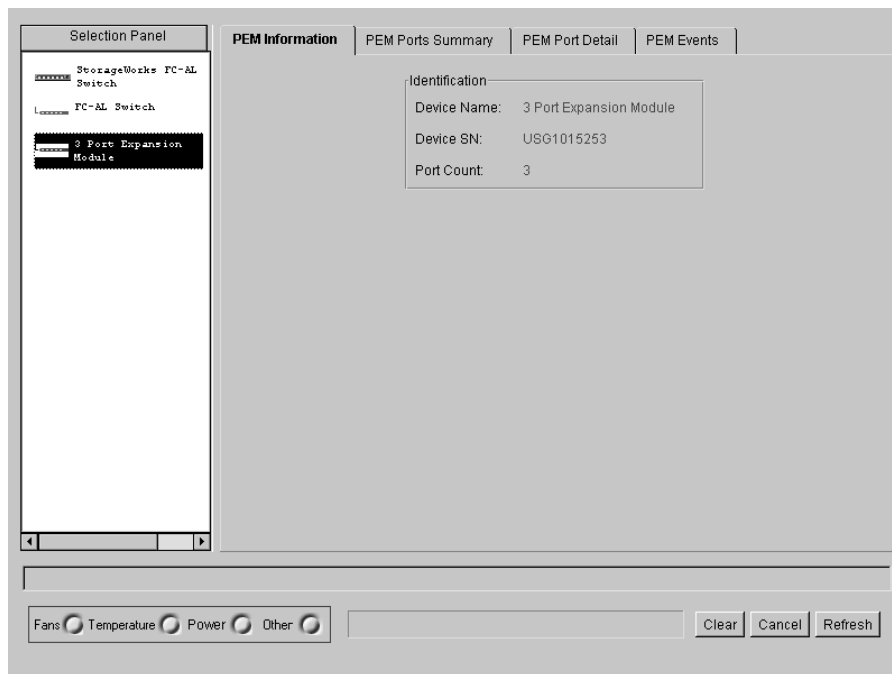 Selection Panel
StorageWorks FC-AL
Switch
FC-AL Switch
3 Port Expansion
Module
PEM Information
PEM Ports Summary
PEM Port Detail
PEM Events
Identification
Device Name: 3 Port Expansion Module
Device SN: USG1015253
Port Count: 3
Fans Temperature Power Other
Clear Cancel Refresh